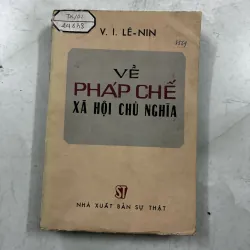 V. I. LÊ-NIN
VỀ
PHÁP CHẾ
XÃ HỘI CHỦ NGHĨA
ST
NHÀ XUẤT BẢN SỰ THẬT